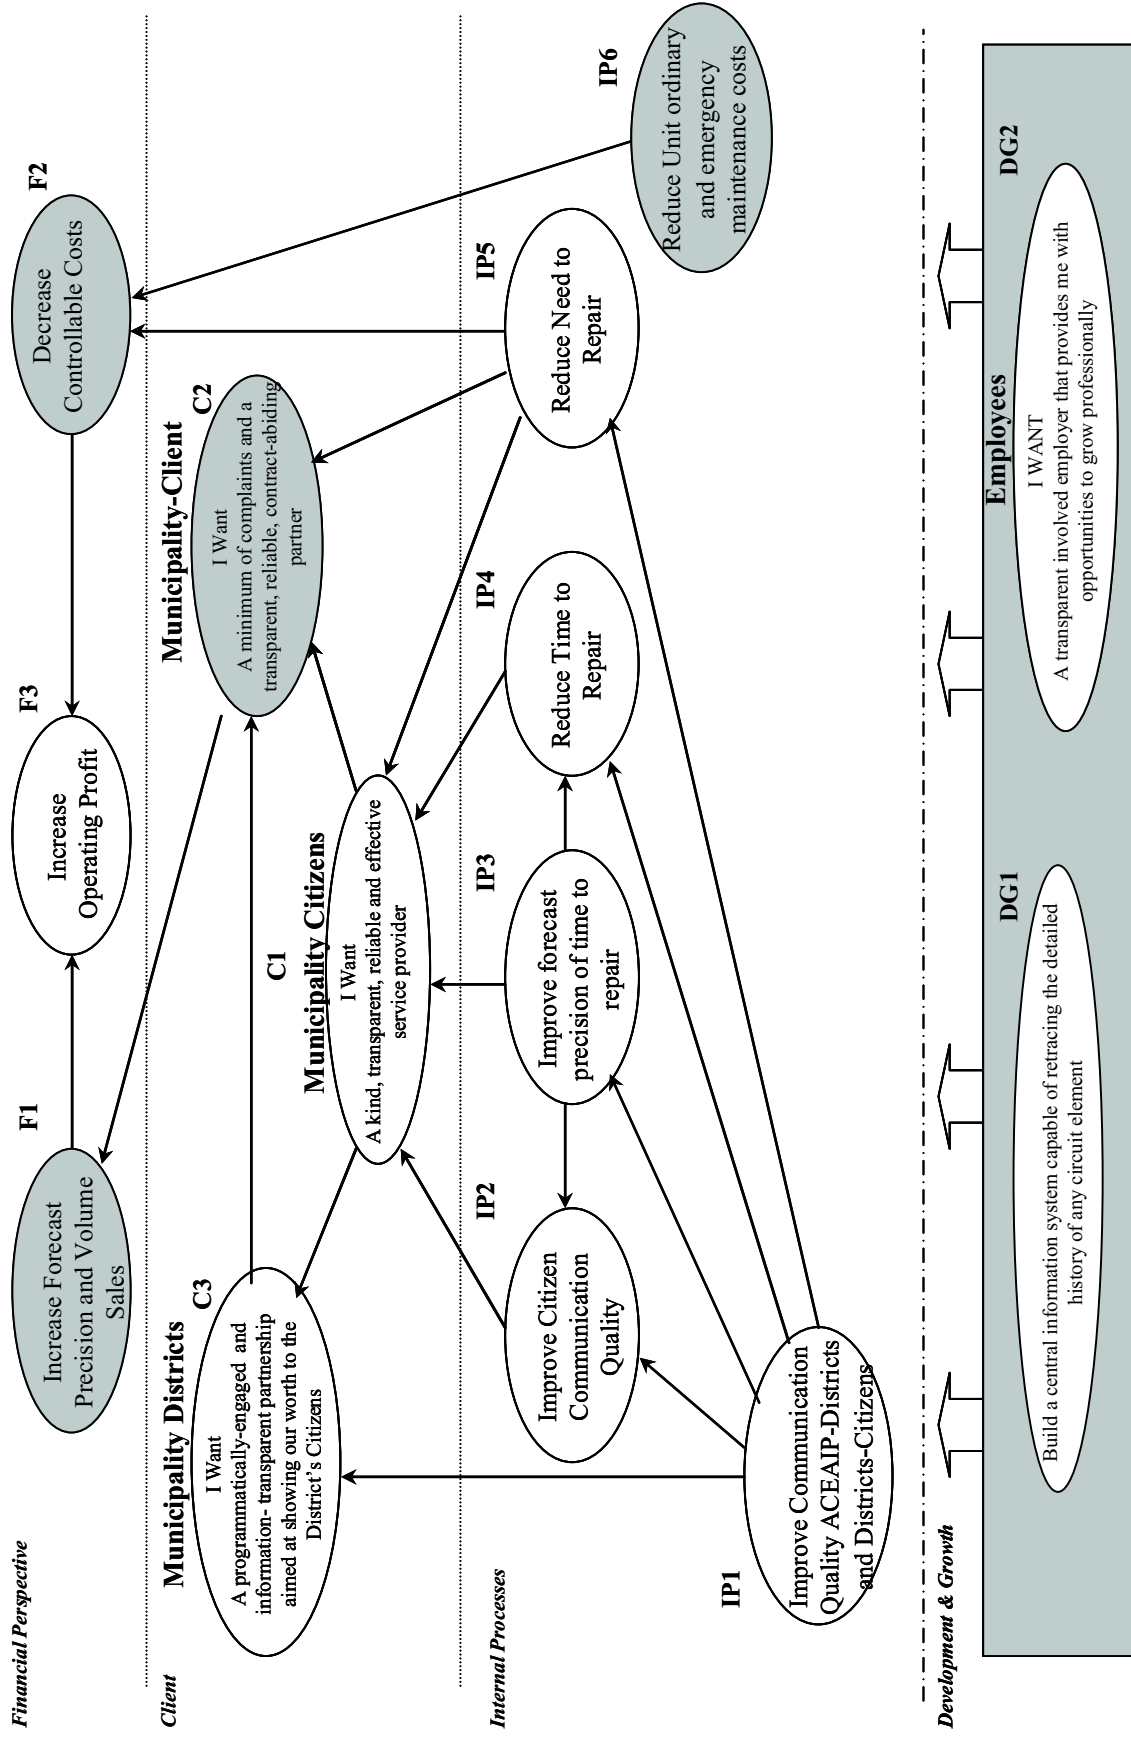 Financial Perspective
F1
Increase Forecast
Precision and Volume
Sales
F3
Increase
Operating Profit
F2
Decrease
Controllable Costs
Client
Municipality Districts
C3
I Want
A programmatically-engaged and
information- transparent partnership
aimed at showing our worth to the
District's Citizens
C1
Municipality Citizens
I Want
A kind, transparent, reliable and effective
service provider
Municipality-Client
C2
I Want
A minimum of complaints and a
transparent, reliable, contract-abiding
partner
Internal Processes
IP2
Improve Citizen
Communication
Quality
IP3
Improve forecast
precision of time to
repair
IP4
Reduce Time to
Repair
IP5
Reduce Need to
Repair
IP6
Reduce Unit ordinary
and emergency
maintenance costs
IP1
Improve Communication
Quality ACEAIP-Districts
and Districts-Citizens
Development & Growth
DG1
Build a central information system capable of retracing the detailed
history of any circuit element
Employees
DG2
I WANT
A transparent involved employer that provides me with
opportunities to grow professionally